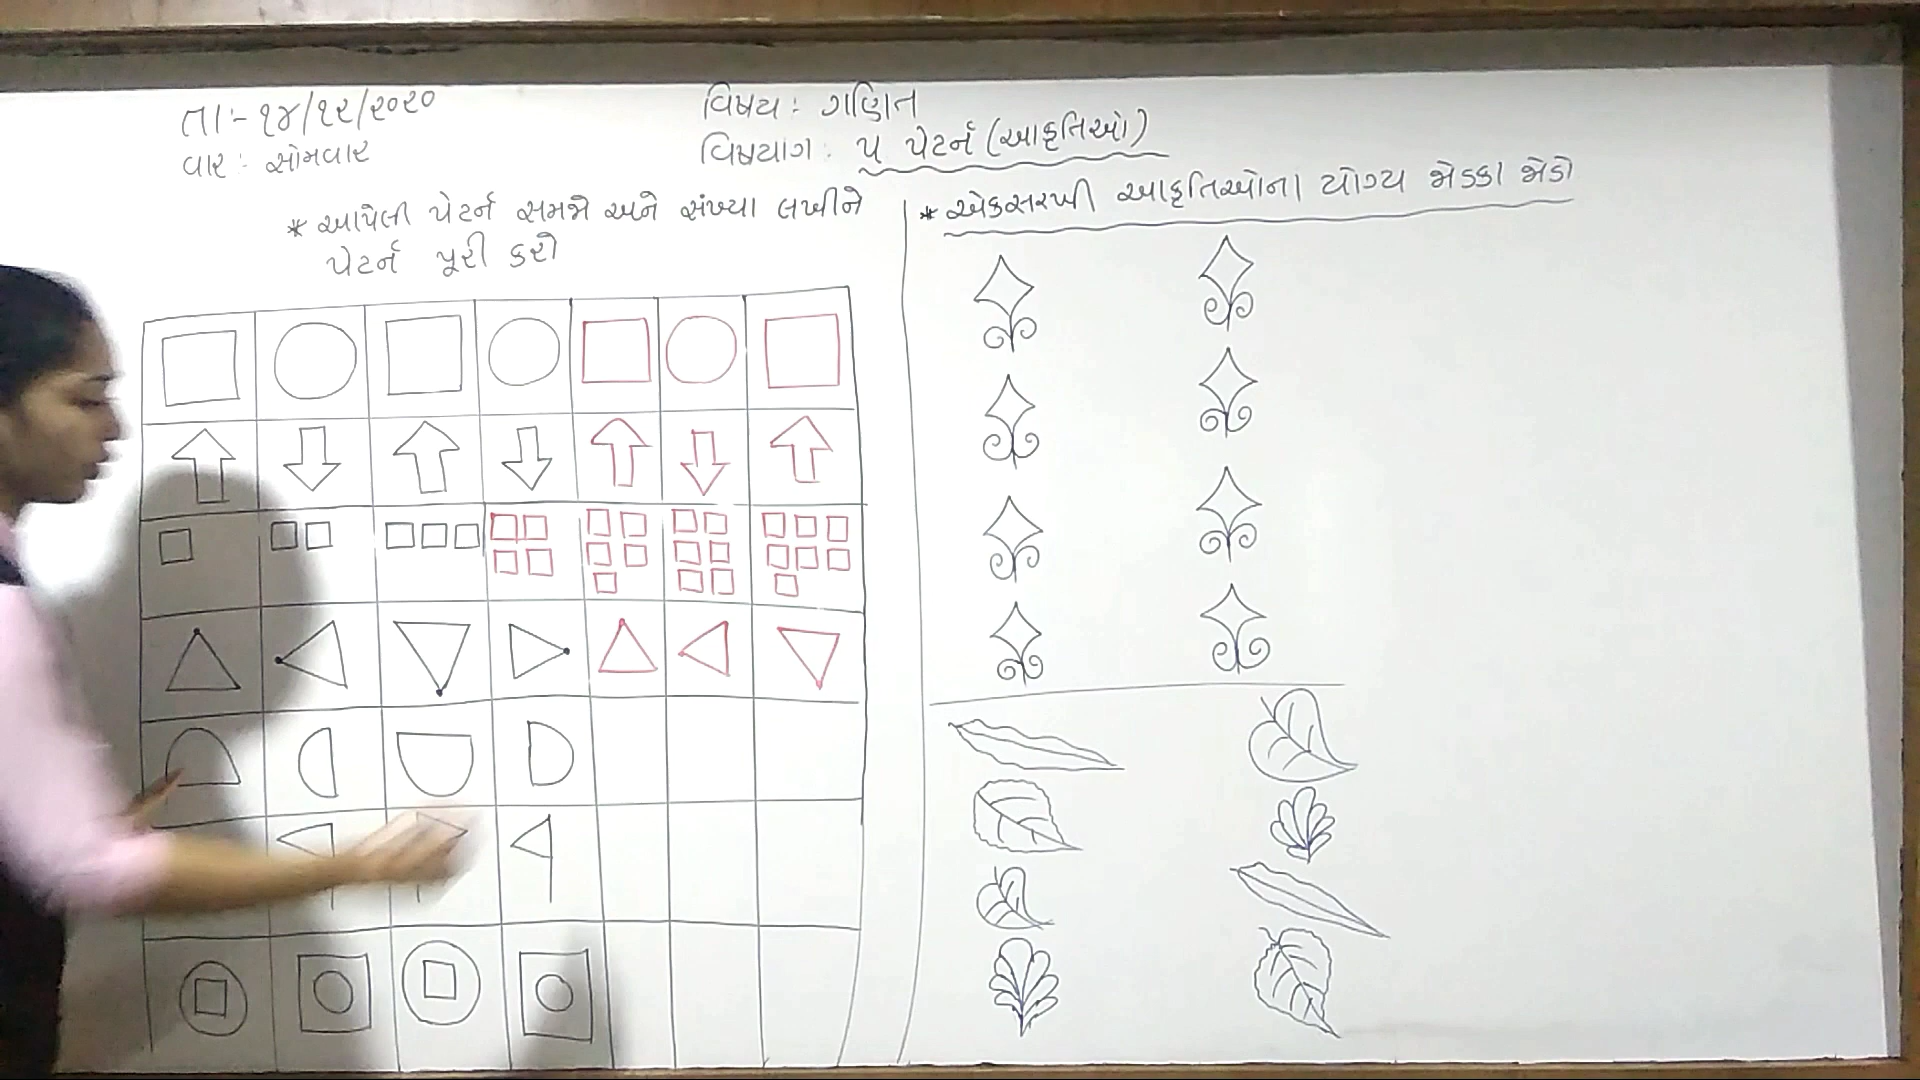 તા:- ૧૪/૧૨/૨૦૨૦
વાર :- સોમવાર
વિષય : ગણિત
વિષયાંગ : ૫ પેટર્ન (આકૃતિઓ)
* આપેલી પેટર્ન સમજો અને સંખ્યા લખીને
પેટર્ન પૂરી કરો
* એકસરખી આકૃતિઓના યોગ્ય જોડકા જોડો